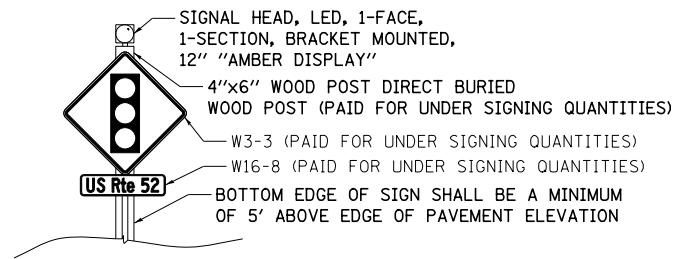 SIGNAL HEAD, LED, 1-FACE,
1-SECTION, BRACKET MOUNTED,
12" "AMBER DISPLAY"
4"x6" WOOD POST DIRECT BURIED
WOOD POST (PAID FOR UNDER SIGNING QUANTITIES)
W3-3 (PAID FOR UNDER SIGNING QUANTITIES)
W16-8 (PAID FOR UNDER SIGNING QUANTITIES)
US Rte 52
BOTTOM EDGE OF SIGN SHALL BE A MINIMUM
OF 5' ABOVE EDGE OF PAVEMENT ELEVATION